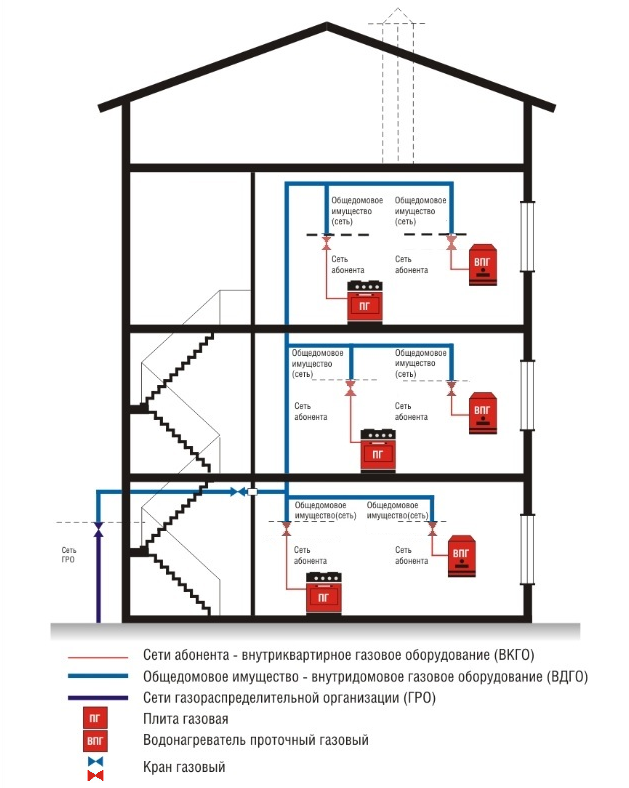 Общедомовое
имущество
(сеть)
Общедомовое
имущество
(сеть)
Сеть
абонента
Сеть
абонента
ВПГ
ПГ
Общедомовое
имущество
(сеть)
Общедомовое
имущество
(сеть)
Сеть
абонента
Сеть
абонента
ВПГ
ПГ
Общедомовое
имущество(сеть)
Общедомовое
имущество(сеть)
Сеть
ГРО
Сеть
абонента
Сеть
абонента
ВПГ
ПГ
Сети абонента - внутриквартирное газовое оборудование (ВКГО)
Общедомовое имущество - внутридомовое газовое оборудование (ВДГО)
Сети газораспределительной организации (ГРО)
ПГ Плита газовая
ВПГ Водонагреватель проточный газовый
Кран газовый